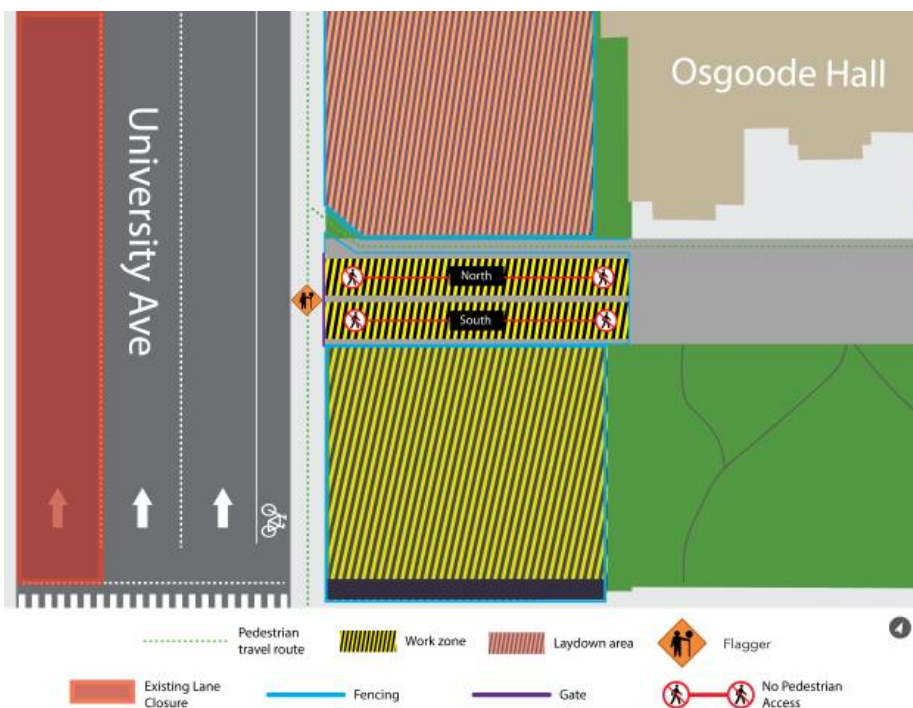 Osgoode Hall
University Ave
North
South
Pedestrian
travel route
Work zone
Laydown area
Flagger
Existing Lane
Closure
Fencing
Gate
No Pedestrian
Access